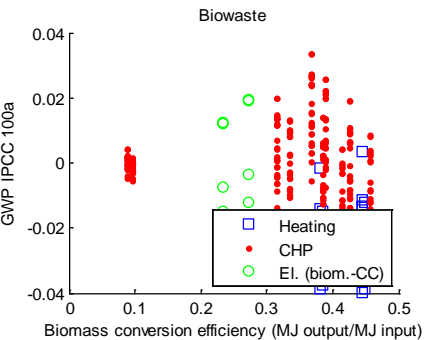 Biowaste
0.04
0.02
0
-0.02
-0.04
GWP IPCC 100a
Heating
CHP
El. (biom.-CC)
0 0.1 0.2 0.3 0.4 0.5
Biomass conversion efficiency (MJ output/MJ input)